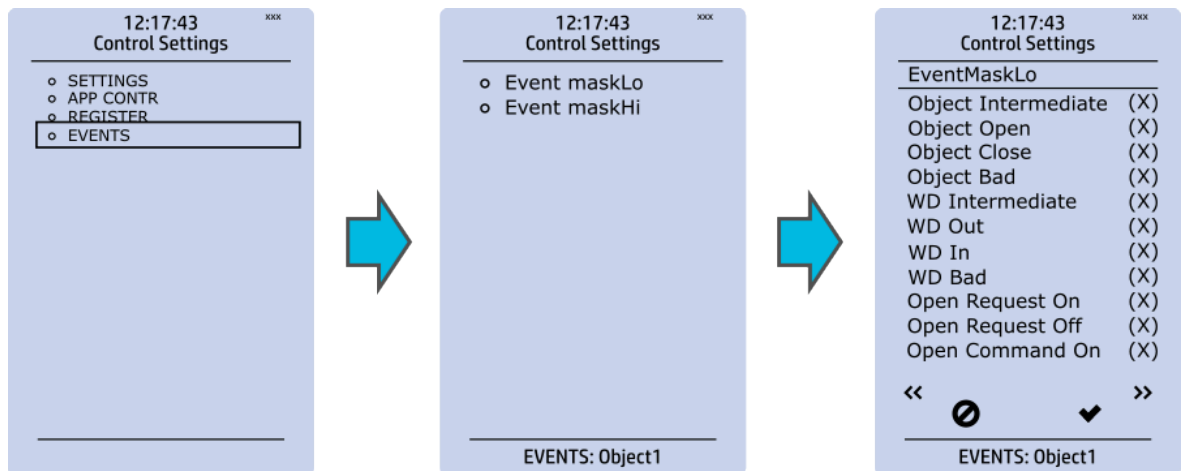 12:17:43 xxx
Control Settings
SETTINGS
APP CONTR
REGISTER
EVENTS
12:17:43 xxx
Control Settings
Event maskLo
Event maskHi
EVENTS: Object1
12:17:43 xxx
Control Settings
EventMaskLo
Object Intermediate (X)
Object Open (X)
Object Close (X)
Object Bad (X)
WD Intermediate (X)
WD Out (X)
WD In (X)
WD Bad (X)
Open Request On (X)
Open Request Off (X)
Open Command On (X)
« »
EVENTS: Object1